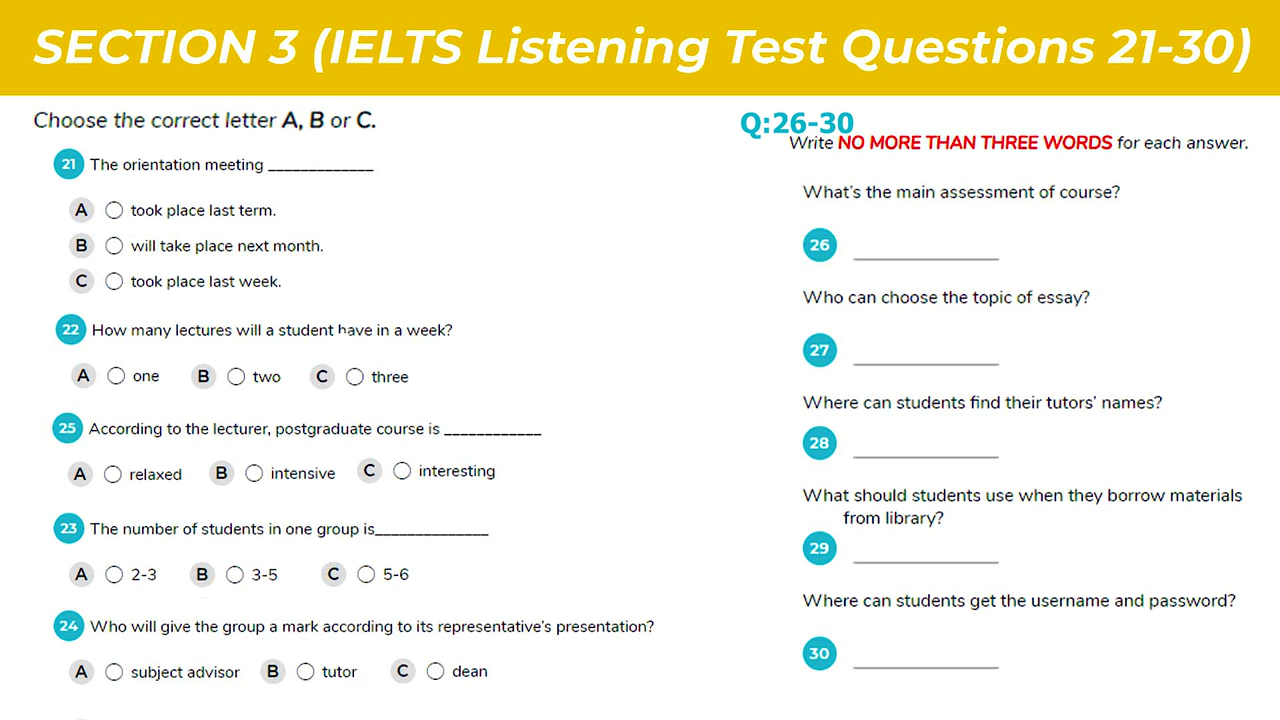 SECTION 3 (IELTS Listening Test Questions 21-30)
Choose the correct letter A, B or C.
21 The orientation meeting _____________
A took place last term.
B will take place next month.
C took place last week.
22 How many lectures will a student have in a week?
A one B two C three
25 According to the lecturer, postgraduate course is ____________
A relaxed B intensive C interesting
23 The number of students in one group is______________
A 2-3 B 3-5 C 5-6
24 Who will give the group a mark according to its representative's presentation?
A subject advisor B tutor C dean
Q:26-30
Write NO MORE THAN THREE WORDS for each answer.
What's the main assessment of course?
26 ______________
Who can choose the topic of essay?
27 ______________
Where can students find their tutors' names?
28 ______________
What should students use when they borrow materials
from library?
29 ______________
Where can students get the username and password?
30 ______________